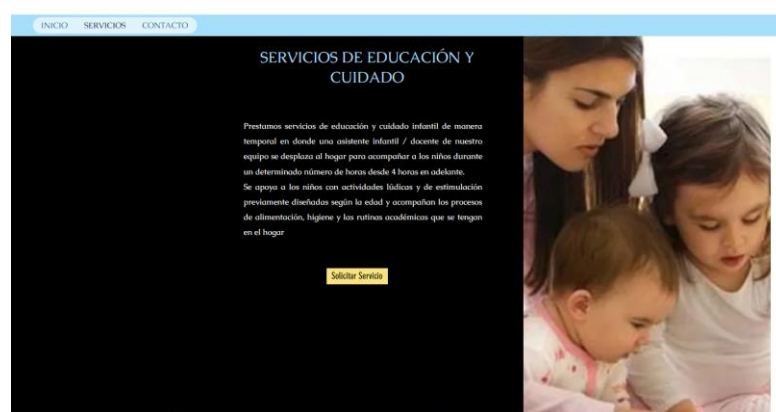 INICIO SERVICIOS CONTACTO
SERVICIOS DE EDUCACIÓN Y
CUIDADO
Prestamos servicios de educación y cuidado infantil de manera
temporal en donde una asistente infantil / docente de nuestro
equipo se desplaza al hogar para acompañar a los niños durante
un determinado número de horas desde 4 horas en adelante.
Se apoya a los niños con actividades lúdicas y de estimulación
previamente diseñadas según la edad y acompañan los procesos
de alimentación, higiene y las rutinas académicas que se tengan
en el hogar
Solicitar Servicio